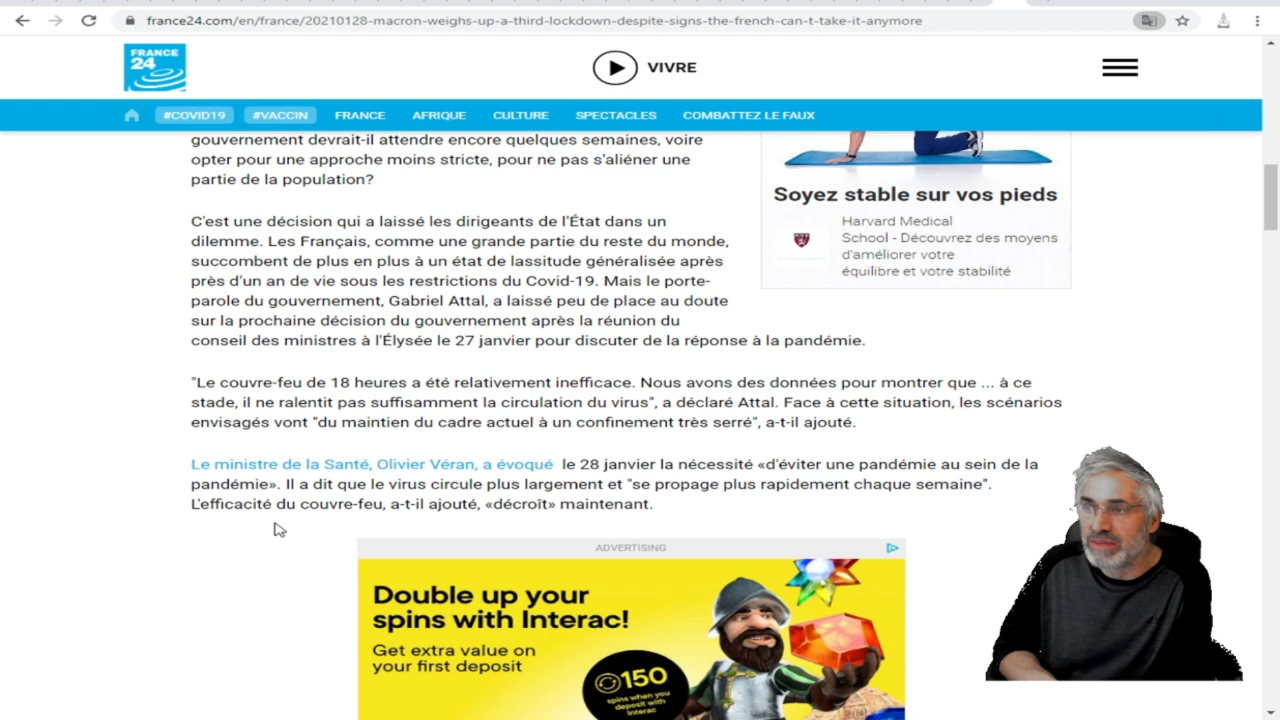 france24.com/en/france/20210128-macron-weighs-up-a-third-lockdown-despite-signs-the-french-can-t-take-it-anymore
FRANCE
24
VIVRE
#COVID19 #VACCIN FRANCE AFRIQUE CULTURE SPECTACLES COMBATTEZ LE FAUX
gouvernement devrait-il attendre encore quelques semaines, voire
opter pour une approche moins stricte, pour ne pas s'aliéner une
partie de la population?
C'est une décision qui a laissé les dirigeants de l'État dans un
dilemme. Les Français, comme une grande partie du reste du monde,
succombent de plus en plus à un état de lassitude généralisée après
près d'un an de vie sous les restrictions du Covid-19. Mais le porte-
parole du gouvernement, Gabriel Attal, a laissé peu de place au doute
sur la prochaine décision du gouvernement après la réunion du
conseil des ministres à l'Élysée le 27 janvier pour discuter de la réponse à la pandémie.
Soyez stable sur vos pieds
Harvard Medical
School - Découvrez des moyens
d'améliorer votre
équilibre et votre stabilité
"Le couvre-feu de 18 heures a été relativement inefficace. Nous avons des données pour montrer que ... à ce
stade, il ne ralentit pas suffisamment la circulation du virus", a déclaré Attal. Face à cette situation, les scénarios
envisagés vont "du maintien du cadre actuel à un confinement très serré", a-t-il ajouté.
Le ministre de la Santé, Olivier Véran, a évoqué le 28 janvier la nécessité «d'éviter une pandémie au sein de la
pandémie». Il a dit que le virus circule plus largement et "se propage plus rapidement chaque semaine".
L'efficacité du couvre-feu, a-t-il ajouté, «décroît» maintenant.
ADVERTISING
Double up your
spins with Interac!
Get extra value on
your first deposit
150
spins when you
deposit with
Interac